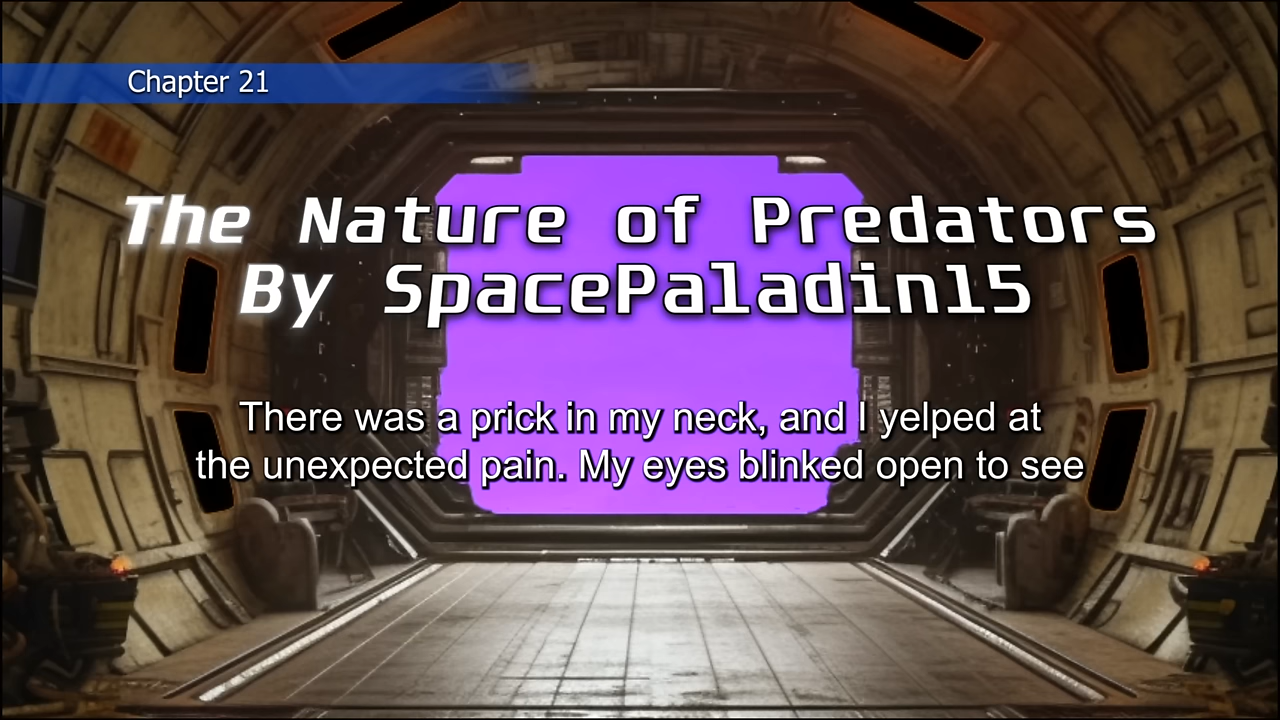 Chapter 21
The Nature of Predators
By SpacePaladin15
There was a prick in my neck, and I yelped at
the unexpected pain. My eyes blinked open to see